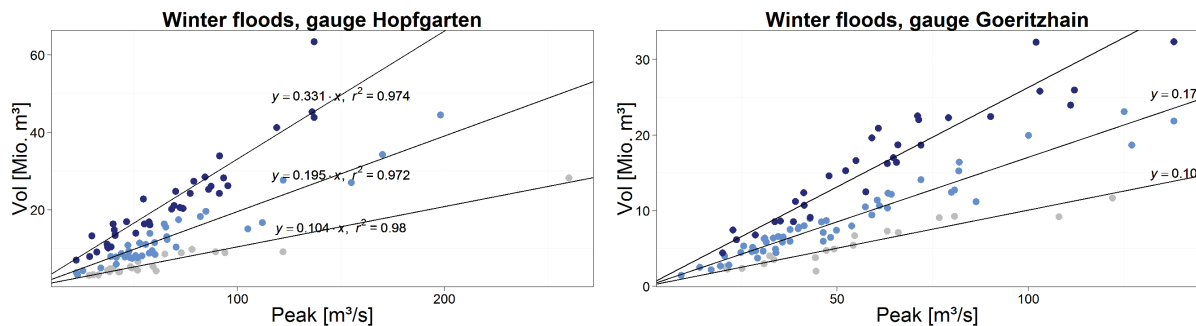 Winter floods, gauge Hopfgarten
Vol [Mio. m³]
60
40
20
y = 0.331 · x, r² = 0.974
y = 0.195 · x, r² = 0.972
y = 0.104 · x, r² = 0.98
100
200
Peak [m³/s]
Winter floods, gauge Goeritzhain
Vol [Mio. m³]
30
20
10
0
y = 0.17
y = 0.10
50
100
Peak [m³/s]